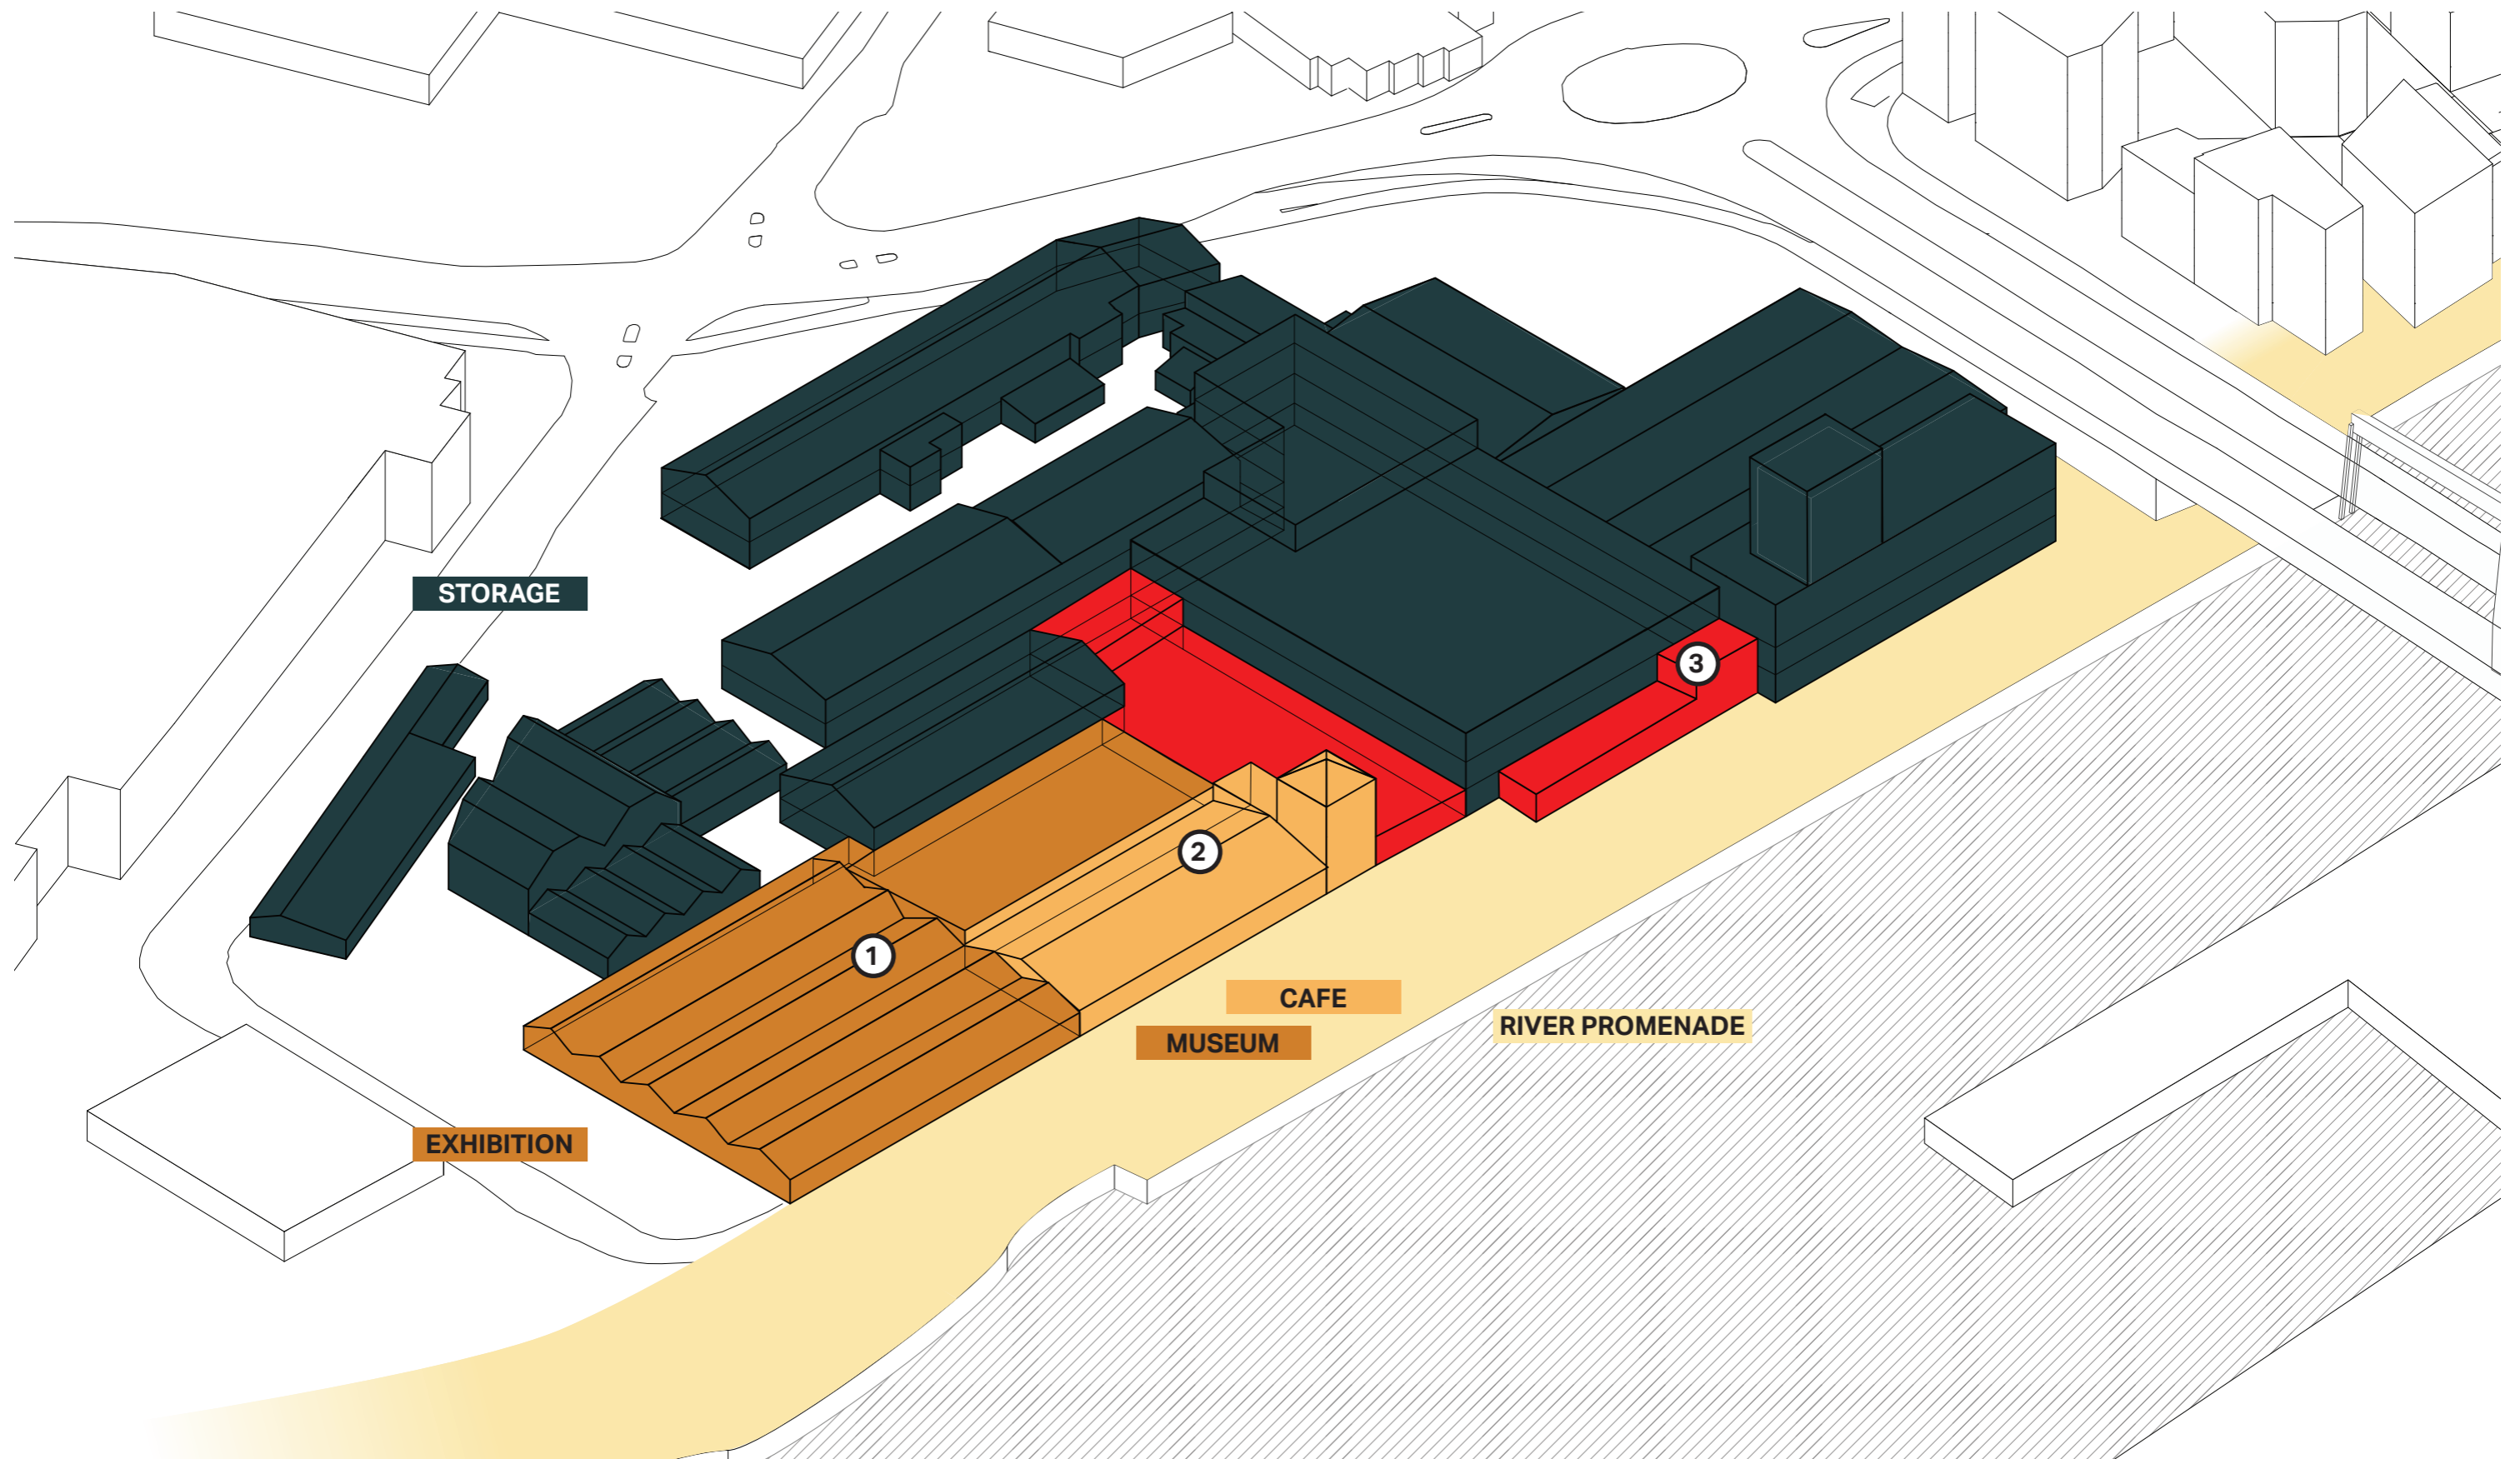 STORAGE
3
2
1
CAFE
RIVER PROMENADE
MUSEUM
EXHIBITION